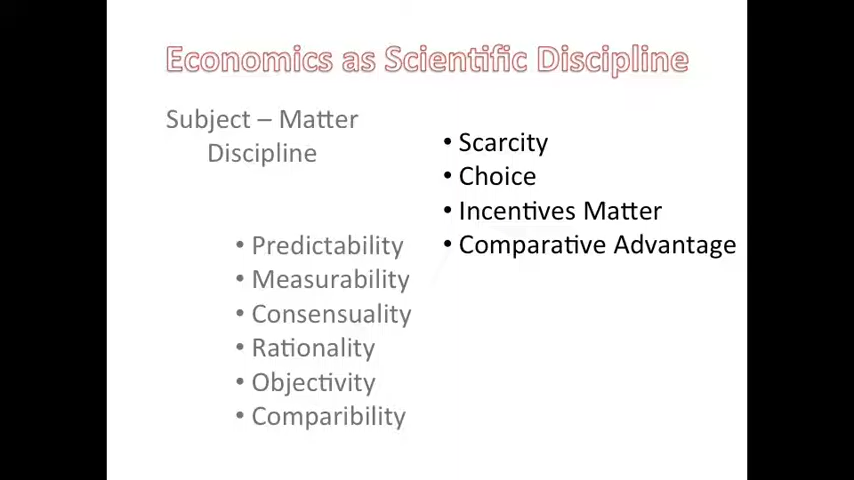 Economics as Scientific Discipline
Subject – Matter
Discipline
• Predictability
• Measurability
• Consensuality
• Rationality
• Objectivity
• Comparibility
• Scarcity
• Choice
• Incentives Matter
• Comparative Advantage